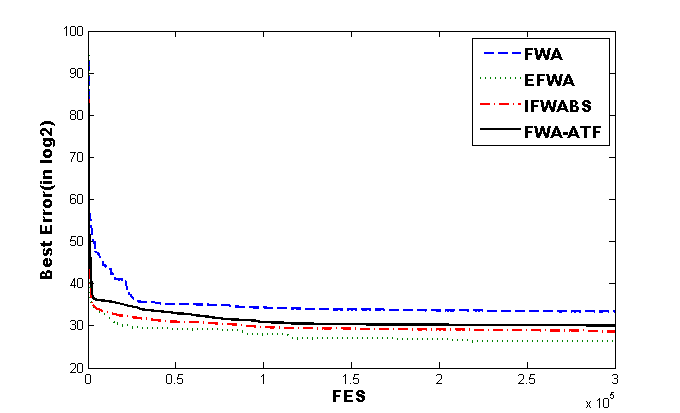 100
90
80
70
60
50
40
30
20
Best Error(in log2)
FWA
EFWA
IFWABS
FWA-ATF
0 0.5 1 1.5 2 2.5 3
FES
x 10^5